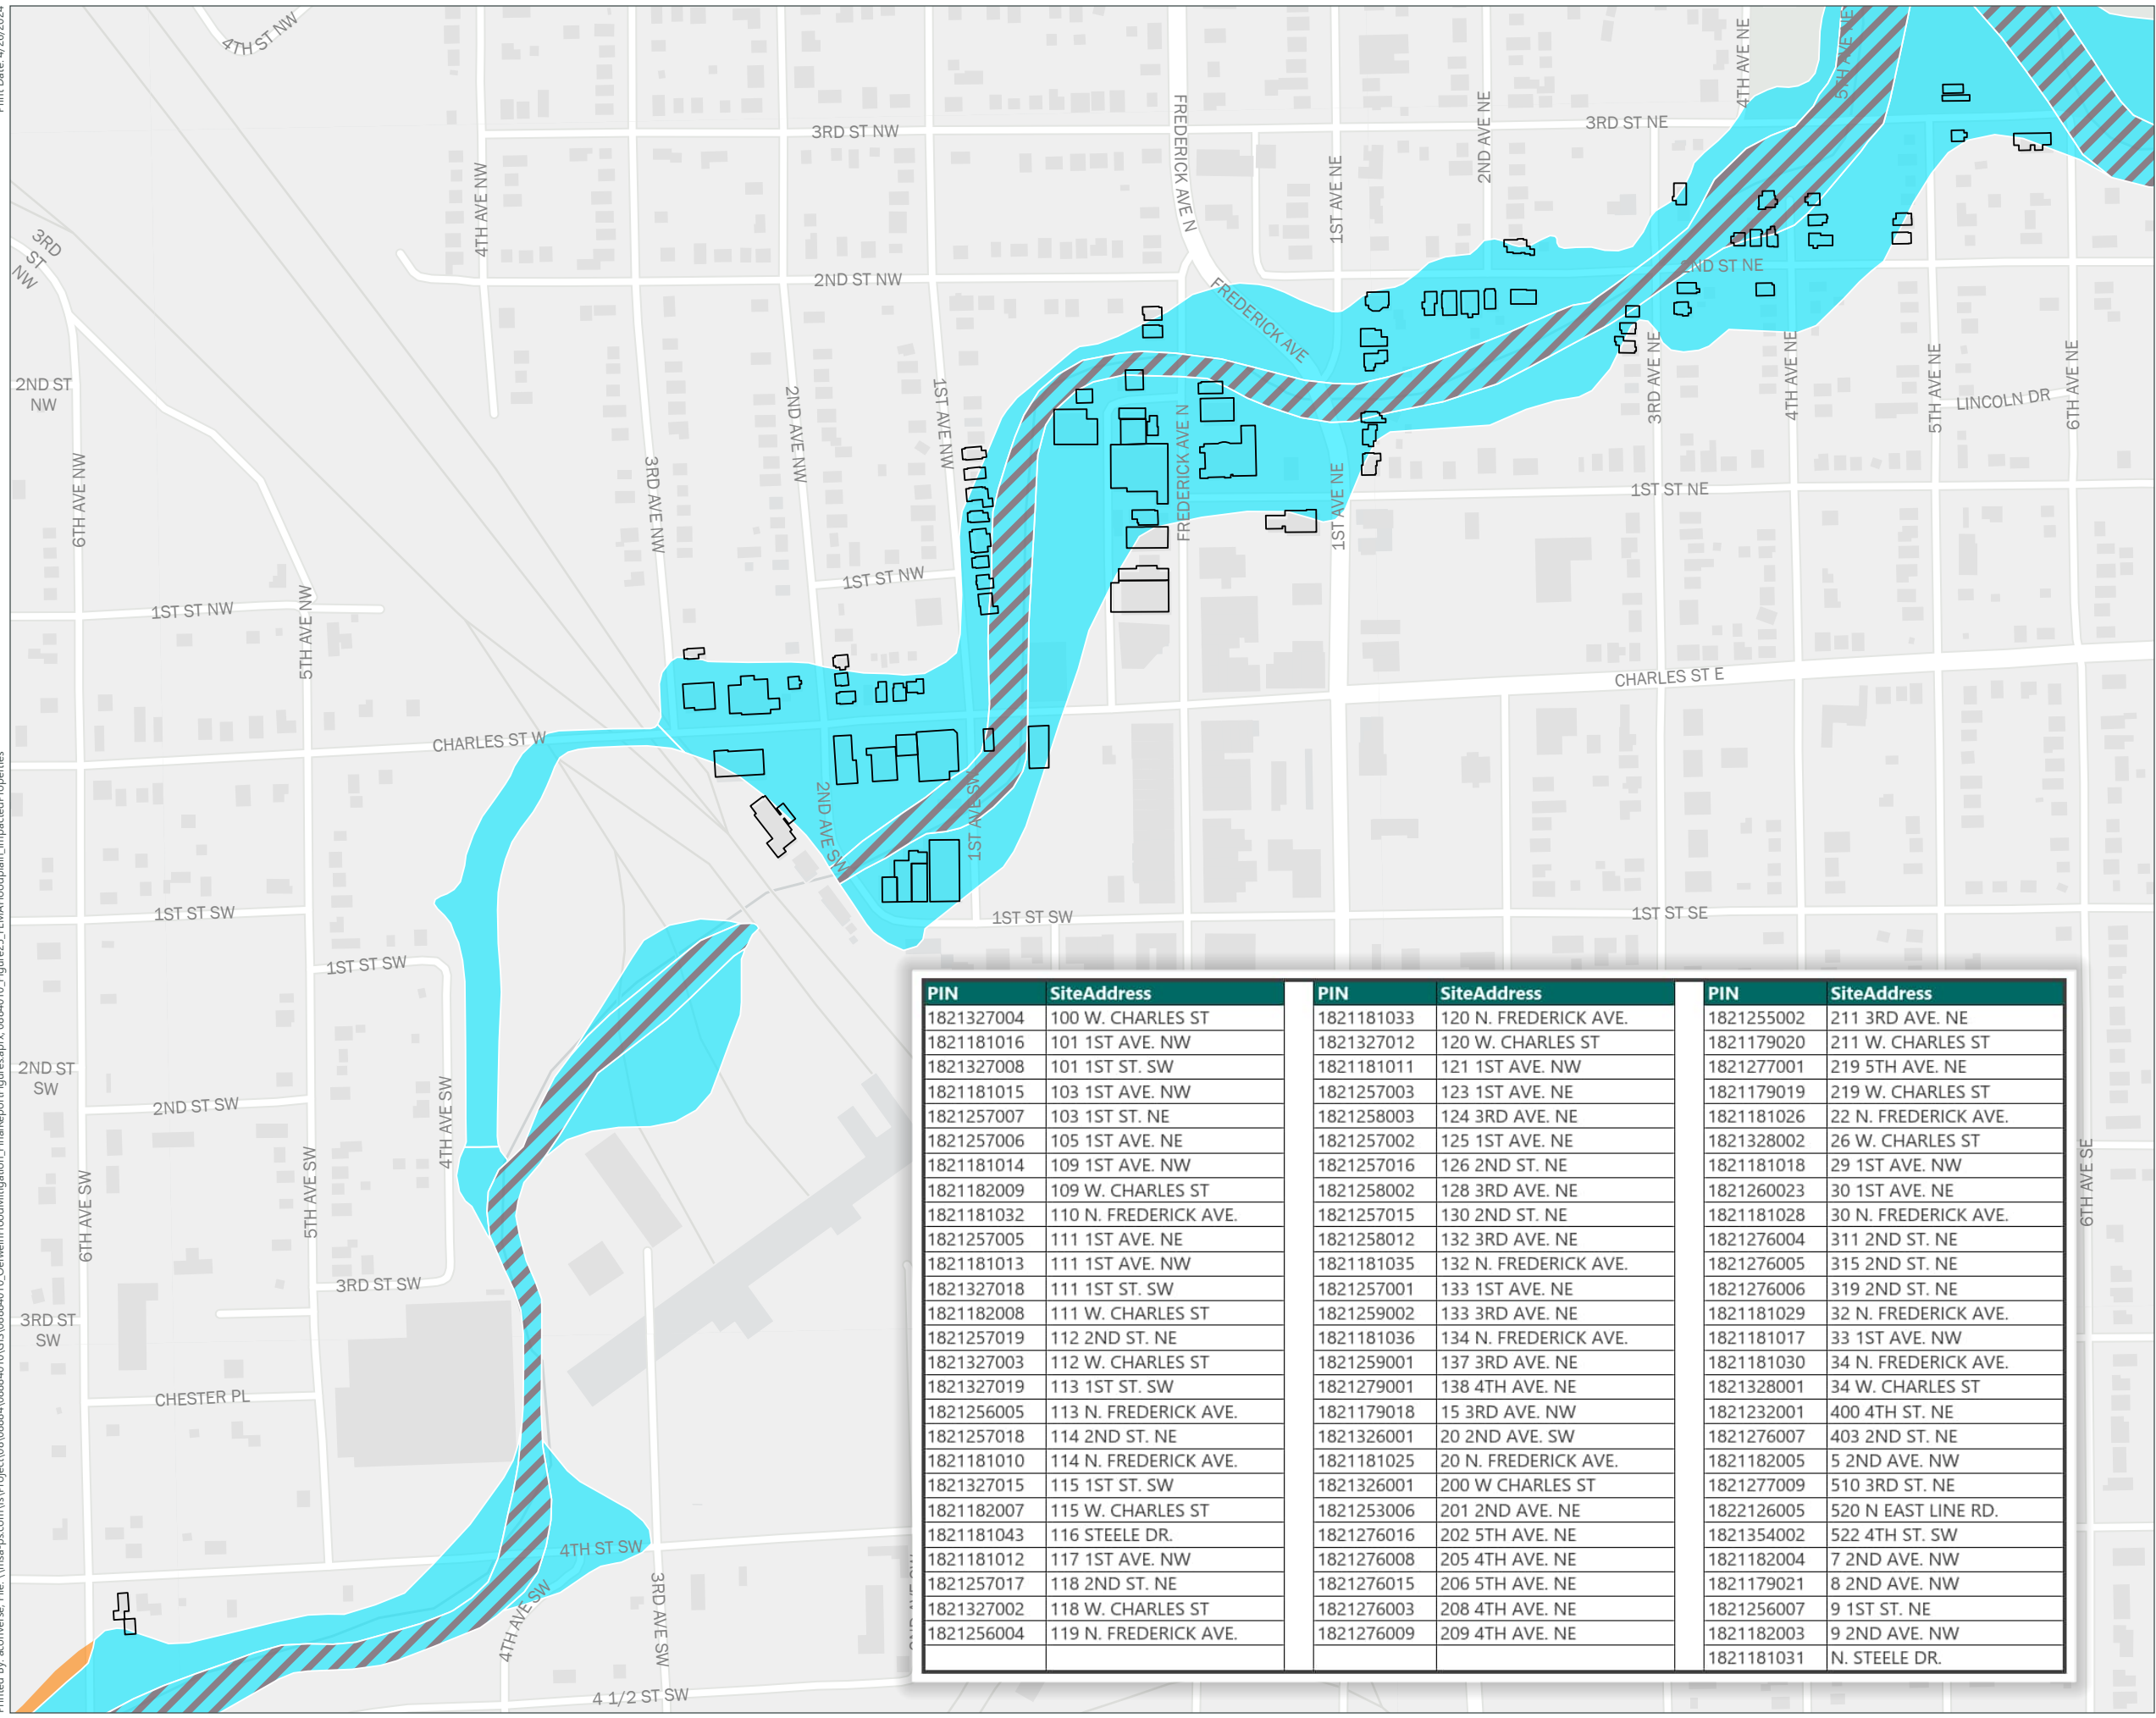 Print Date: 4/26/2024
4TH ST NW
3RD ST NW
FREDERICK AVE N
1ST AVE NE
2ND AVE NE
3RD ST NE
4TH AVE NE
5TH AVE NE
4TH AVE NW
3RD
ST
NW
2ND ST NW
FREDERICK AVE
2ND ST NE
2ND ST
NW
6TH AVE NW
3RD AVE NW
2ND AVE NW
1ST AVE NW
FREDERICK AVE N
1ST AVE NE
3RD AVE NE
4TH AVE NE
5TH AVE NE
LINCOLN DR
6TH AVE NE
1ST ST NE
1ST ST NW
1ST ST NW
5TH AVE NW
CHARLES ST E
CHARLES ST W
2ND AVE SW
1ST AVE SW
1ST ST SW
1ST ST SW
1ST ST SE
1ST ST SW
2ND ST
SW
2ND ST SW
4TH AVE SW
5TH AVE SW
6TH AVE SW
6TH AVE SE
3RD ST SW
3RD ST
SW
CHESTER PL
4TH ST SW
4TH AVE SW
3RD AVE SW
4 1/2 ST SW
PIN SiteAddress PIN SiteAddress PIN SiteAddress
1821327004 100 W. CHARLES ST 1821181033 120 N. FREDERICK AVE. 1821255002 211 3RD AVE. NE
1821181016 101 1ST AVE. NW 1821327012 120 W. CHARLES ST 1821179020 211 W. CHARLES ST
1821327008 101 1ST ST. SW 1821181011 121 1ST AVE. NW 1821277001 219 5TH AVE. NE
1821181015 103 1ST AVE. NW 1821257003 123 1ST AVE. NE 1821179019 219 W. CHARLES ST
1821257007 103 1ST ST. NE 1821258003 124 3RD AVE. NE 1821181026 22 N. FREDERICK AVE.
1821257006 105 1ST AVE. NE 1821257002 125 1ST AVE. NE 1821328002 26 W. CHARLES ST
1821181014 109 1ST AVE. NW 1821257016 126 2ND ST. NE 1821181018 29 1ST AVE. NW
1821182009 109 W. CHARLES ST 1821258002 128 3RD AVE. NE 1821260023 30 1ST AVE. NE
1821181032 110 N. FREDERICK AVE. 1821257015 130 2ND ST. NE 1821181028 30 N. FREDERICK AVE.
1821257005 111 1ST AVE. NE 1821258012 132 3RD AVE. NE 1821276004 311 2ND ST. NE
1821181013 111 1ST AVE. NW 1821181035 132 N. FREDERICK AVE. 1821276005 315 2ND ST. NE
1821327018 111 1ST ST. SW 1821257001 133 1ST AVE. NE 1821276006 319 2ND ST. NE
1821182008 111 W. CHARLES ST 1821259002 133 3RD AVE. NE 1821181029 32 N. FREDERICK AVE.
1821257019 112 2ND ST. NE 1821181036 134 N. FREDERICK AVE. 1821181017 33 1ST AVE. NW
1821327003 112 W. CHARLES ST 1821259001 137 3RD AVE. NE 1821181030 34 N. FREDERICK AVE.
1821327019 113 1ST ST. SW 1821279001 138 4TH AVE. NE 1821328001 34 W. CHARLES ST
1821256005 113 N. FREDERICK AVE. 1821179018 15 3RD AVE. NW 1821232001 400 4TH ST. NE
1821257018 114 2ND ST. NE 1821326001 20 2ND AVE. SW 1821276007 403 2ND ST. NE
1821181010 114 N. FREDERICK AVE. 1821181025 20 N. FREDERICK AVE. 1821182005 5 2ND AVE. NW
1821327015 115 1ST ST. SW 1821326001 200 W CHARLES ST 1821277009 510 3RD ST. NE
1821182007 115 W. CHARLES ST 1821253006 201 2ND AVE. NE 1822126005 520 N EAST LINE RD.
1821181043 116 STEELE DR. 1821276016 202 5TH AVE. NE 1821354002 522 4TH ST. SW
1821181012 117 1ST AVE. NW 1821276008 205 4TH AVE. NE 1821182004 7 2ND AVE. NW
1821257017 118 2ND ST. NE 1821276015 206 5TH AVE. NE 1821179021 8 2ND AVE. NW
1821327002 118 W. CHARLES ST 1821276003 208 4TH AVE. NE 1821256007 9 1ST ST. NE
1821256004 119 N. FREDERICK AVE. 1821276009 209 4TH AVE. NE 1821182003 9 2ND AVE. NW
1821181031 N. STEELE DR.